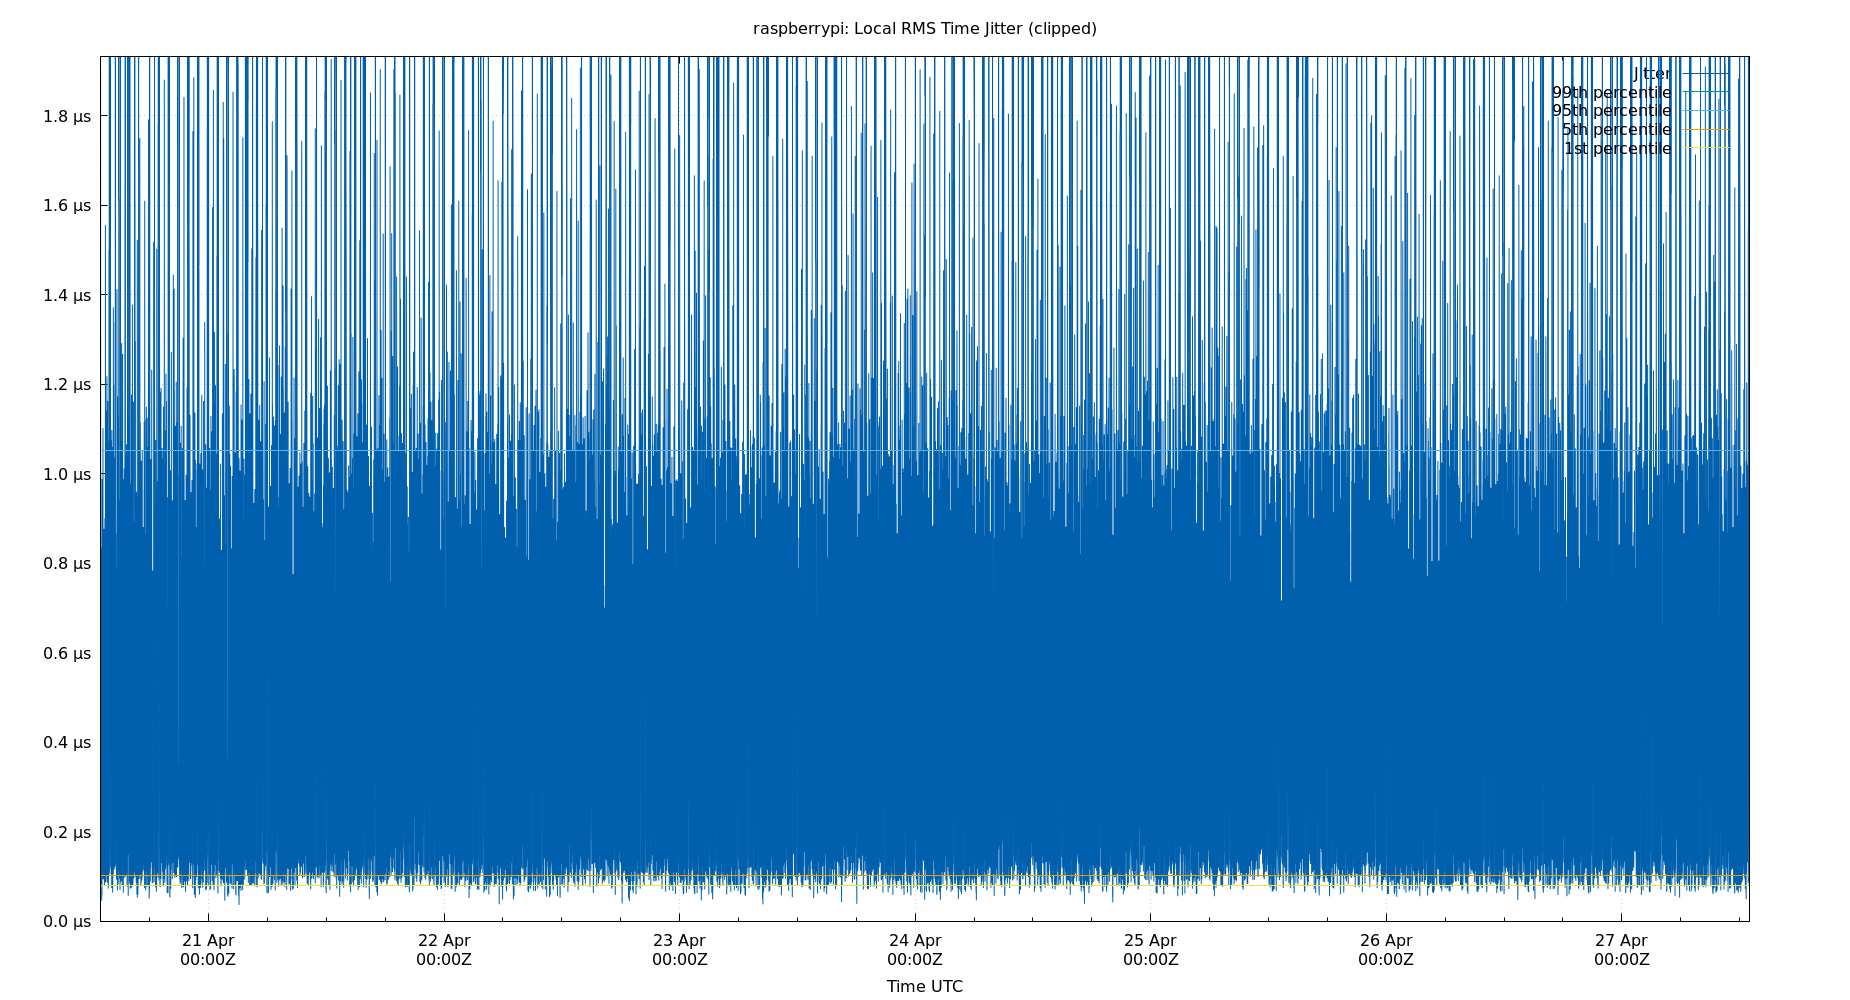 raspberrypi: Local RMS Time Jitter (clipped)
Jitter
99th percentile
95th percentile
5th percentile
1st percentile
1.8 µs
1.6 µs
1.4 µs
1.2 µs
1.0 µs
0.8 µs
0.6 µs
0.4 µs
0.2 µs
0.0 µs
21 Apr 22 Apr 23 Apr 24 Apr 25 Apr 26 Apr 27 Apr
00:00Z 00:00Z 00:00Z 00:00Z 00:00Z 00:00Z 00:00Z
Time UTC